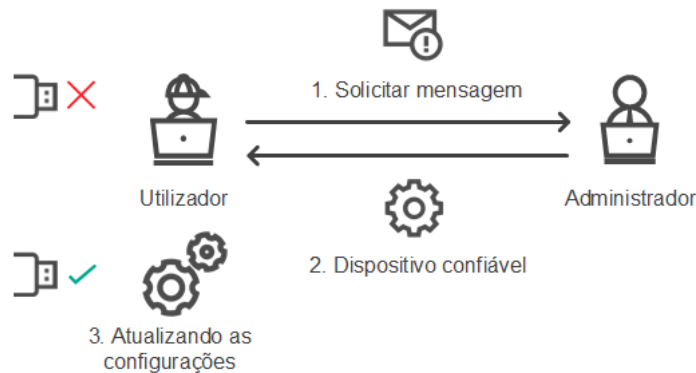 1. Solicitar mensagem
Utilizador
Administrador
2. Dispositivo confiável
3. Atualizando as
configurações